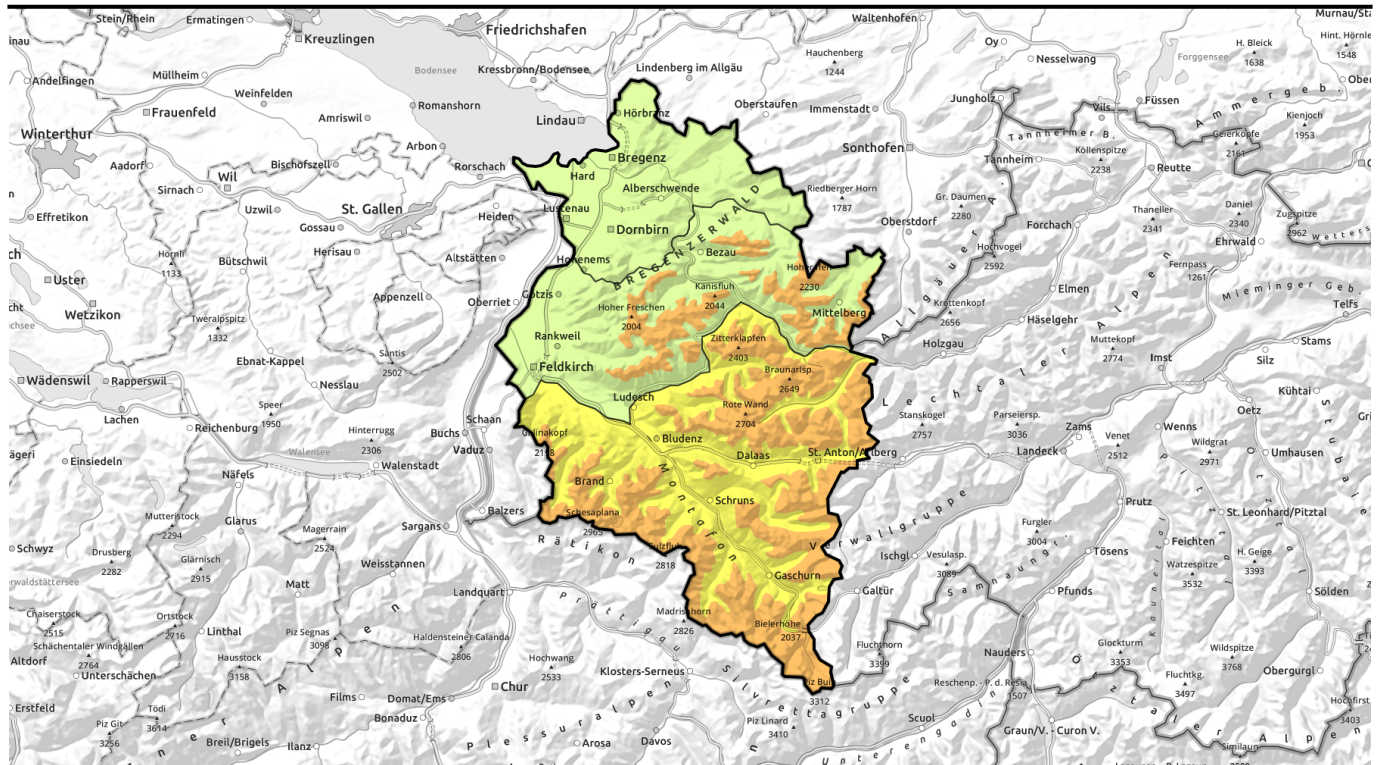 Stein/Rhein
Ermatingen
Kreuzlingen
Friedrichshafen
Waltenhofen
Murnau/Sta
inau
Oy
Nesselwang
H. Bleick
1638
Hint. Hörnle
1548
Andelfingen
Müllheim
Bodensee
Kressbronn/Bodensee
Lindenberg im Allgäu
Hauchenberg
1244
Forggensee
Ober
Weinfelden
Romanshorn
Oberstaufen
Immenstadt
Jungholz
Füssen
Ammergeb.
Frauenfeld
Amriswil
Lindau
Hörbranz
Vils
Kienjoch
1953
Winterthur
Arbon
Bregenz
Sonthofen
Tannheimer B.
Geierköpfe
2161
Aadorf
Bischofszell
Rorschach
Hard
Tannheim
Köllenspitze
2238
Reutte
Sirnach
Wil
Alberschwende
Riedberger Horn
1787
Gr. Daumen
2280
Effretikon
Uzwil
St. Gallen
Heiden
Lustenau
Oberstdorf
Forchach
Thaneller
2341
Daniel
2340
Zugspitze
2962
Gossau
Dornbirn
BREGENZERWALD
Ehrwald
Wetters
Hörnli
1133
Bütschwil
Herisau
Altstätten
Hohenems
Bezau
Hochvogel
2592
Allgäuer A.
Fernpass
1261
Uster
Appenzell
Oberriet
Götzis
Kanisfluh
2044
2230
Elmen
Mieminger Geb.
Wetzikon
Tweralpspitz
1332
Hoher Freschen
2004
Mittelberg
Krottenkopf
2656
Häselgehr
Telfs
Ebnat-Kappel
Säntis
2502
Rankweil
Zitterklapfen
2403
Holzgau
Muttekopf
2774
Imst
Stams
Silz
Wädenswil
Rapperswil
Nesslau
Feldkirch
Braunarlsp.
2649
Lechtaler Alpen
Kühtai
Lachen
Speer
1950
Ludesch
Rote Wand
2704
Stanskogel
2757
Parseiersp.
3036
Oetz
Reichenburg
Hinterrugg
2306
Buchs
Schaan
Bludenz
Zams
Venet
2512
Wenns
Wildgrat
2971
Stubaie
Einsiedeln
Walensee
Walenstadt
Vaduz
Dalaas
St. Anton/Arlberg
Landeck
Umhausen
Näfels
Brand
Schruns
Montafon
Prutz
Pitztal
Ötztal
Mutteristock
2294
Glarus
Magerrain
2524
Sargans
Balzers
Schesaplana
2965
Verwallgruppe
Furgler
3004
St. Leonhard/Pitztal
Schwyz
Drusberg
2282
Glärnisch
2915
Weisstannen
Rätikon
2818
Ischgl
Vesulasp.
3089
Samnaungr.
Tösens
Feichten
Watzespitze
3532
H. Geige
3393
Matt
Landquart
Prättigau
Gaschurn
Galtür
Pfunds
Kaunertal
Sölden
Chaiserstock
2515
Ortstock
2716
Linthal
Piz Segnas
3098
Haldensteiner Calanda
2806
Madrishorn
2826
Bielerhöhe
2037
Fluchthorn
3399
Glockturm
3353
Wildspitze
3768
Schächentaler Windgällen
2764
Altdorf
Unterschächen
Hausstock
3158
Hochwang
2533
Klosters-Serneus
Silvrettagruppe
Piz Buin
3312
Nauders
Reschenp. - P. d. Resia
1507
Fluchtkg.
3497
Obergurgl
Erstfeld
Tödi
3614
Films
Domat/Ems
Chur
Hochfirst
3403
Piz Git
3256
Breil/Brigels
Ilanz
Bonaduz
Plessuralpen
Arosa
Davos
Piz Linard
3410
Scuol
Unterengadin
Graun/V. - Curon V.
Ötztaler Alpen
Similaun